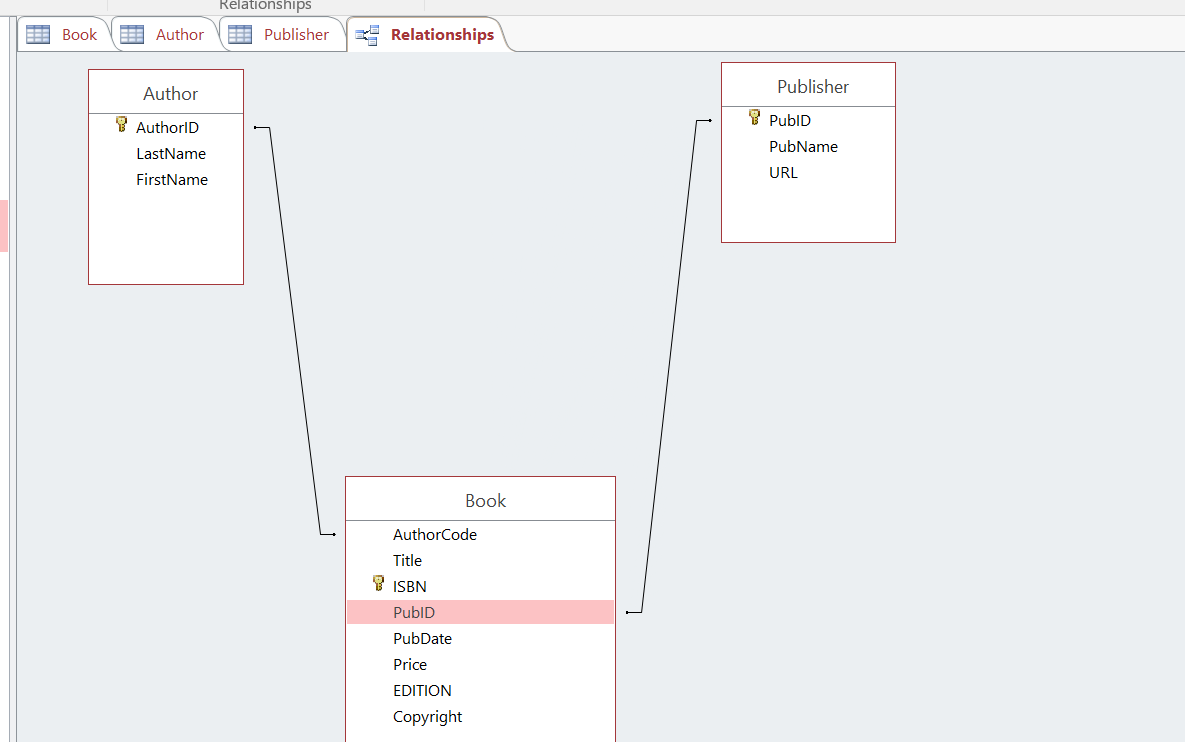 Relationships
Book Author Publisher Relationships
Author
AuthorID
LastName
FirstName
Publisher
PubID
PubName
URL
Book
AuthorCode
Title
ISBN
PubID
PubDate
Price
EDITION
Copyright